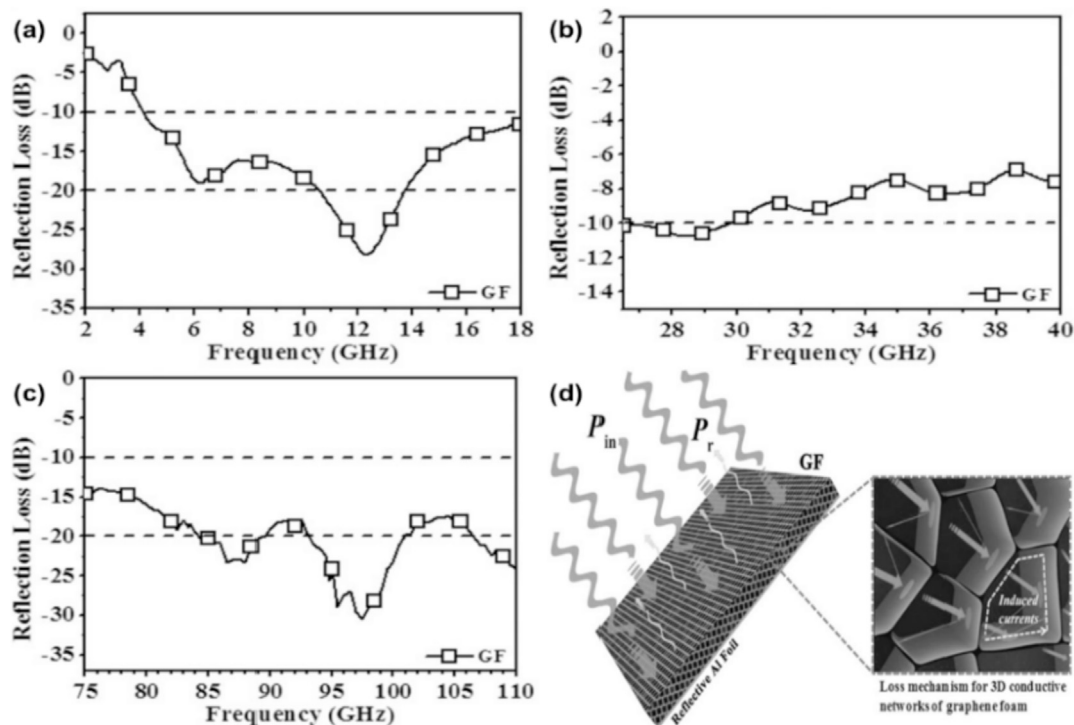 (a)
Reflection Loss (dB)
0
-5
-10
-15
-20
-25
-30
-35
GF
2 4 6 8 10 12 14 16 18
Frequency (GHz)
(b)
Reflection Loss (dB)
2
0
-2
-4
-6
-8
-10
-12
-14
GF
28 30 32 34 36 38 40
Frequency (GHz)
(c)
Reflection Loss (dB)
0
-5
-10
-15
-20
-25
-30
-35
GF
75 80 85 90 95 100 105 110
Frequency (GHz)
(d)
Pin
Pr
GF
Reflective Al Foil
Induced
currents
Loss mechanism for 3D conductive
networks of graphene foam